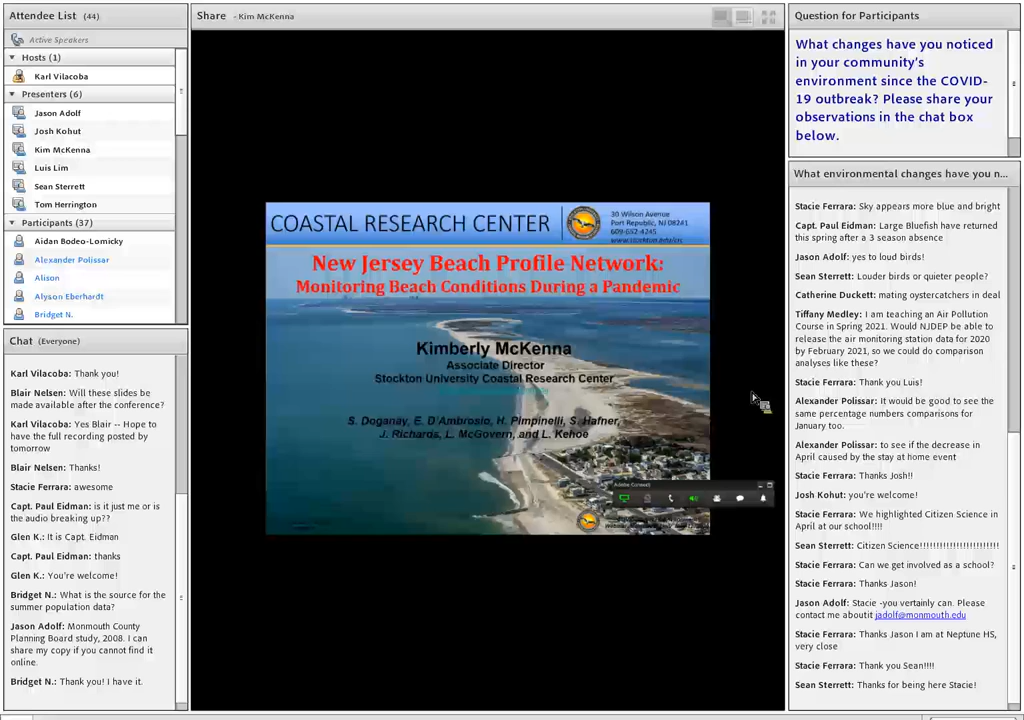 Attendee List (44)
Active Speakers
Hosts (1)
Karl Vilacoba
Presenters (6)
Jason Adolf
Josh Kohut
Kim McKenna
Luis Lim
Sean Sterrett
Tom Herrington
Participants (37)
Aidan Bodeo-Lomicky
Alexander Polissar
Alison
Alyson Eberhardt
Bridget N.
Chat (Everyone)
Karl Vilacoba: Thank you!
Blair Nelsen: Will these slides be
made available after the conference?
Karl Vilacoba: Yes Blair -- Hope to
have the full recording posted by
tomorrow
Blair Nelsen: Thanks!
Stacie Ferrara: awesome
Capt. Paul Eidman: is it just me or is
the audio breaking up??
Glen K.: It is Capt. Eidman
Capt. Paul Eidman: thanks
Glen K.: You're welcome!
Bridget N.: What is the source for the
summer population data?
Jason Adolf: Monmouth County
Planning Board study, 2008. I can
share my copy if you cannot find it
online.
Bridget N.: Thank you! I have it.
Share - Kim McKenna
COASTAL RESEARCH CENTER
30 Wilson Avenue
Port Republic, NJ 08241
609-652-4245
www.stockton.edu/crc
New Jersey Beach Profile Network:
Monitoring Beach Conditions During a Pandemic
Kimberly McKenna
Associate Director
Stockton University Coastal Research Center
S. Doganay, E. D'Ambrosio, H. Pimpinelli, S. Hafner,
J. Richards, L. McGovern, and L. Kehoe
Adobe Connect
Question for Participants
What changes have you noticed
in your community's
environment since the COVID-
19 outbreak? Please share your
observations in the chat box
below.
What environmental changes have you n...
Stacie Ferrara: Sky appears more blue and bright
Capt. Paul Eidman: Large Bluefish have returned
this spring after a 3 season absence
Jason Adolf: yes to loud birds!
Sean Sterrett: Louder birds or quieter people?
Catherine Duckett: mating oystercatchers in deal
Tiffany Medley: I am teaching an Air Pollution
Course in Spring 2021. Would NJDEP be able to
release the air monitoring station data for 2020
by February 2021, so we could do comparison
analyses like these?
Stacie Ferrara: Thank you Luis!
Alexander Polissar: It would be good to see the
same percentage numbers comparisons for
January too.
Alexander Polissar: to see if the decrease in
April caused by the stay at home event
Stacie Ferrara: Thanks Josh!!
Josh Kohut: you're welcome!
Stacie Ferrara: We highlighted Citizen Science in
April at our school!!!!
Sean Sterrett: Citizen Science!!!!!!!!!!!!!!!!!!!!!!!!
Stacie Ferrara: Can we get involved as a school?
Stacie Ferrara: Thanks Jason!
Jason Adolf: Stacie -you vertainly can. Please
contact me aboutit jadolf@monmouth.edu
Stacie Ferrara: Thanks Jason I am at Neptune HS,
very close
Stacie Ferrara: Thank you Sean!!!!
Sean Sterrett: Thanks for being here Stacie!